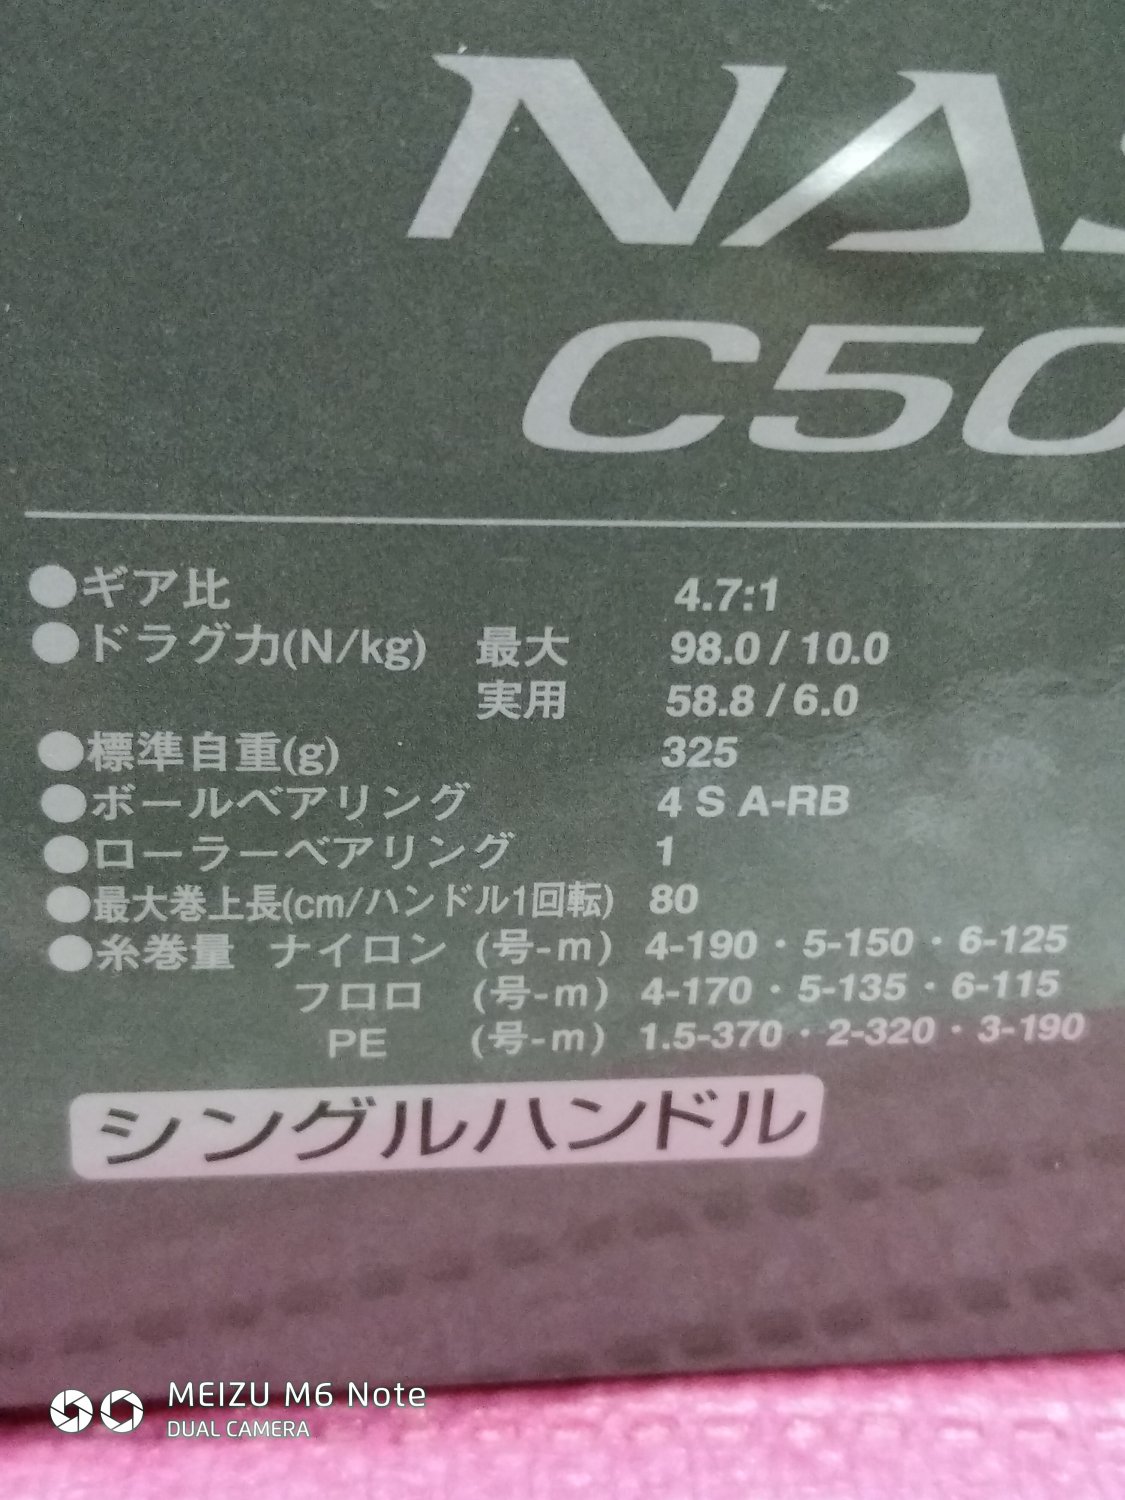 NAS
C50
●ギア比 4.7:1
●ドラグ力(N/kg) 最大 98.0 / 10.0
実用 58.8 / 6.0
●標準自重(g) 325
●ボールベアリング 4 S A-RB
●ローラーベアリング 1
●最大巻上長(cm/ハンドル1回転) 80
●糸巻量 ナイロン (号-m) 4-190・5-150・6-125
フロロ (号-m) 4-170・5-135・6-115
PE (号-m) 1.5-370・2-320・3-190
シングルハンドル
MEIZU M6 Note
DUAL CAMERA